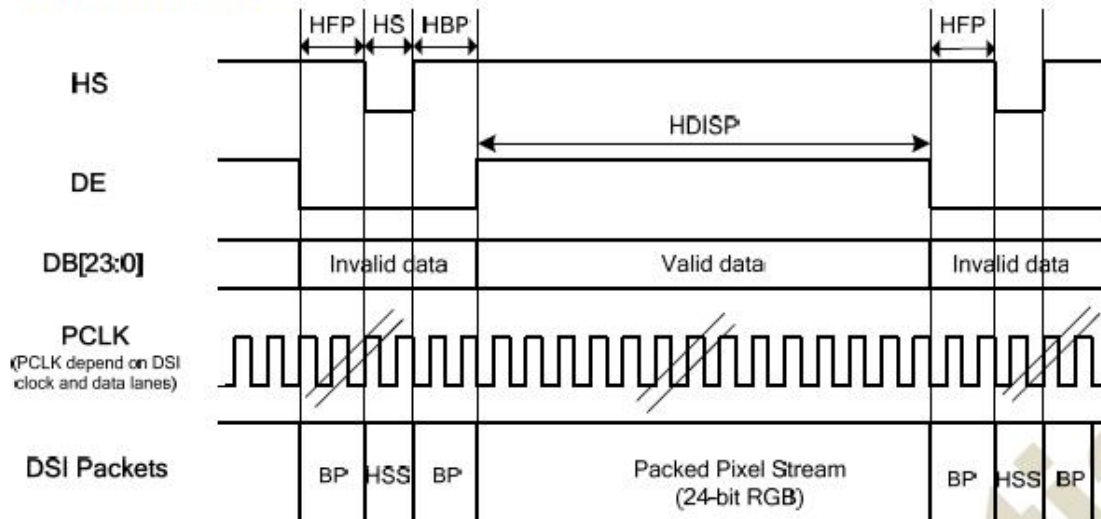 HFP HS HBP HFP
HS
HDISP
DE
DB[23:0] Invalid data Valid data Invalid data
PCLK
(PCLK depend on DSI
clock and data lanes)
DSI Packets BP HSS BP Packed Pixel Stream BP HSS BP
(24-bit RGB)